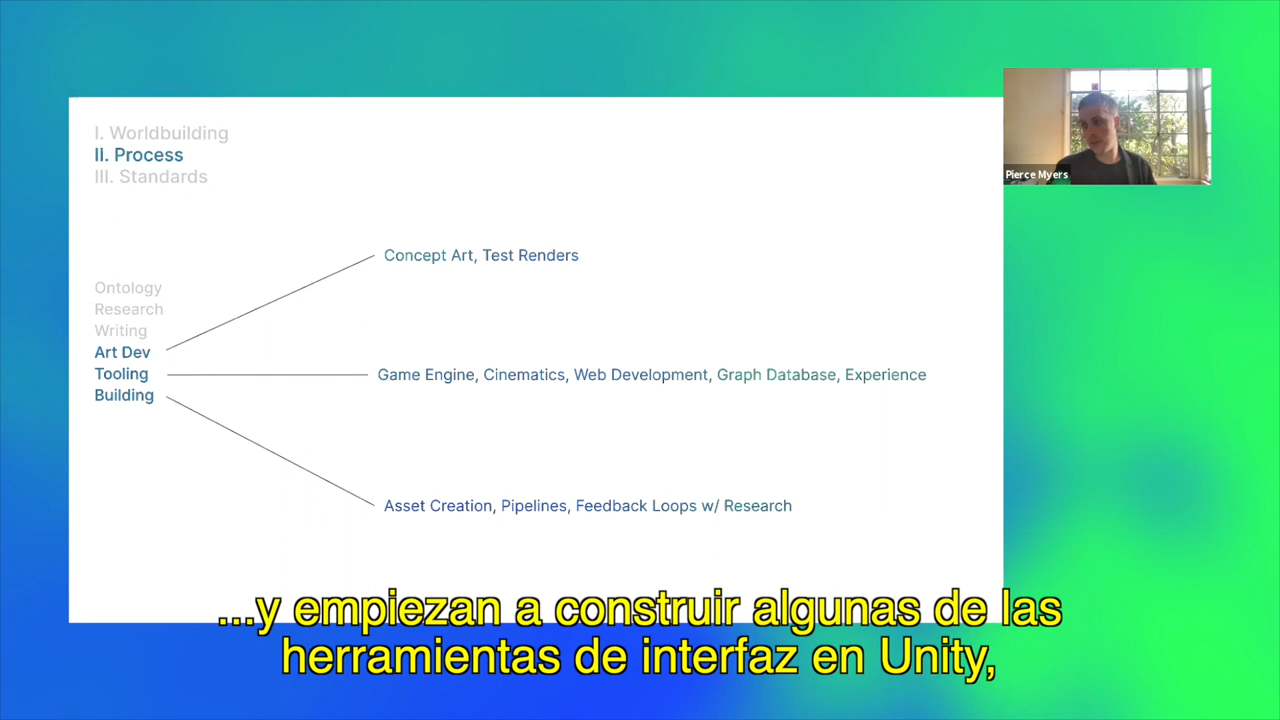 I. Worldbuilding
II. Process
III. Standards
Pierce Myers
Concept Art, Test Renders
Ontology
Research
Writing
Art Dev
Tooling
Building
Game Engine, Cinematics, Web Development, Graph Database, Experience
Asset Creation, Pipelines, Feedback Loops w/ Research
...y empiezan a construir algunas de las
herramientas de interfaz en Unity,